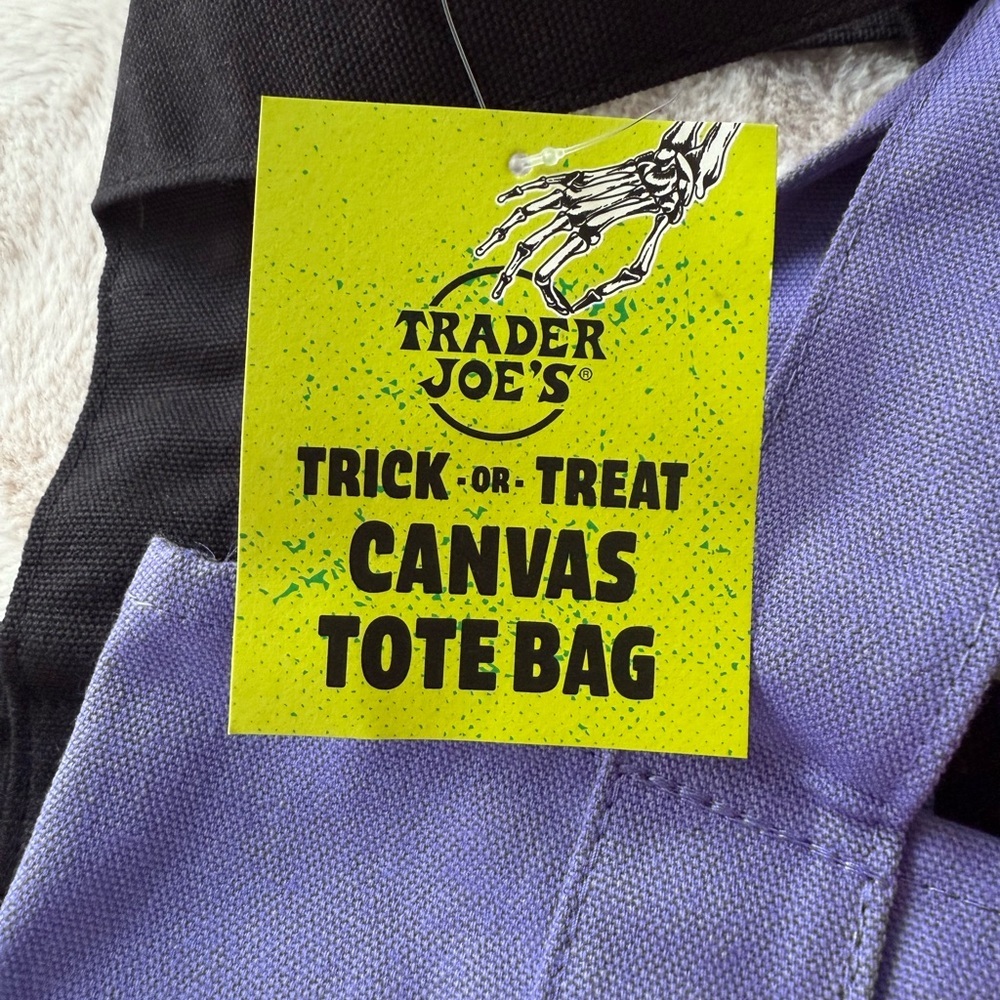 TRADER
JOE'S®
TRICK-OR-TREAT
CANVAS
TOTE BAG